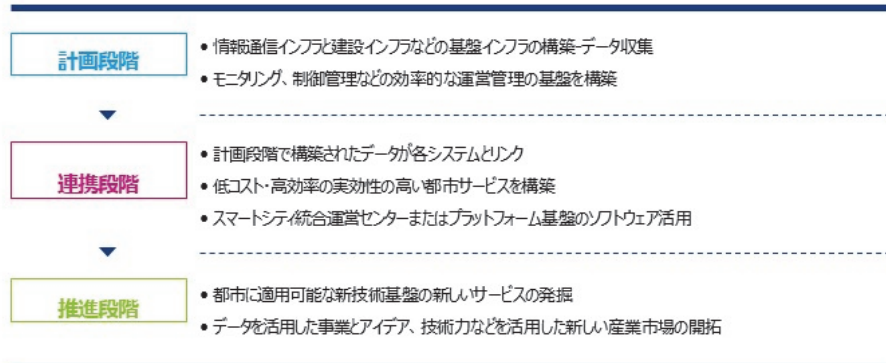 計画段階
• 情報通信インフラと建設インフラなどの基盤インフラの構築-データ収集
• モニタリング、制御管理などの効率的な運営管理の基盤を構築
連携段階
• 計画段階で構築されたデータが各システムとリンク
• 低コスト・高効率の実効性の高い都市サービスを構築
• スマートシティ統合運営センターまたはプラットフォーム基盤のソフトウェア活用
推進段階
• 都市に適用可能な新技術基盤の新しいサービスの発掘
• データを活用した事業とアイデア、技術力などを活用した新しい産業市場の開拓